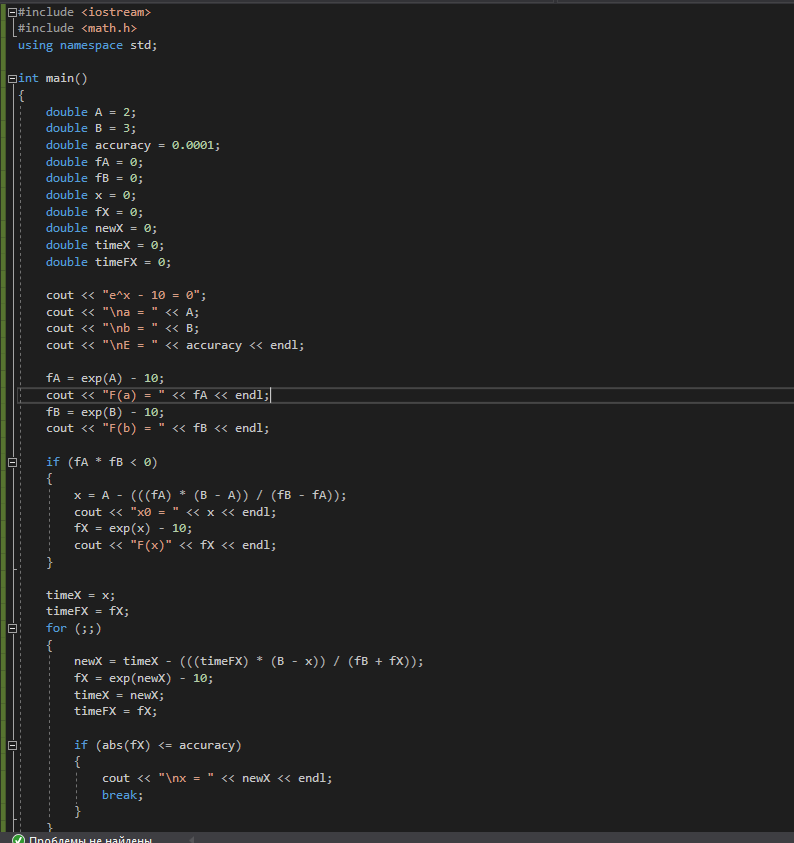 #include <iostream>
#include <math.h>
using namespace std;

int main()
{
    double A = 2;
    double B = 3;
    double accuracy = 0.0001;
    double fA = 0;
    double fB = 0;
    double x = 0;
    double fX = 0;
    double newX = 0;
    double timeX = 0;
    double timeFX = 0;

    cout << "e^x - 10 = 0";
    cout << "\na = " << A;
    cout << "\nb = " << B;
    cout << "\nE = " << accuracy << endl;

    fA = exp(A) - 10;
    cout << "F(a) = " << fA << endl;
    fB = exp(B) - 10;
    cout << "F(b) = " << fB << endl;

    if (fA * fB < 0)
    {
        x = A - (((fA) * (B - A)) / (fB - fA));
        cout << "x0 = " << x << endl;
        fX = exp(x) - 10;
        cout << "F(x)" << fX << endl;
    }

    timeX = x;
    timeFX = fX;
    for (;;)
    {
        newX = timeX - (((timeFX) * (B - x)) / (fB + fX));
        fX = exp(newX) - 10;
        timeX = newX;
        timeFX = fX;

        if (abs(fX) <= accuracy)
        {
            cout << "\nx = " << newX << endl;
            break;
        }
    }
Проблемы не найдены